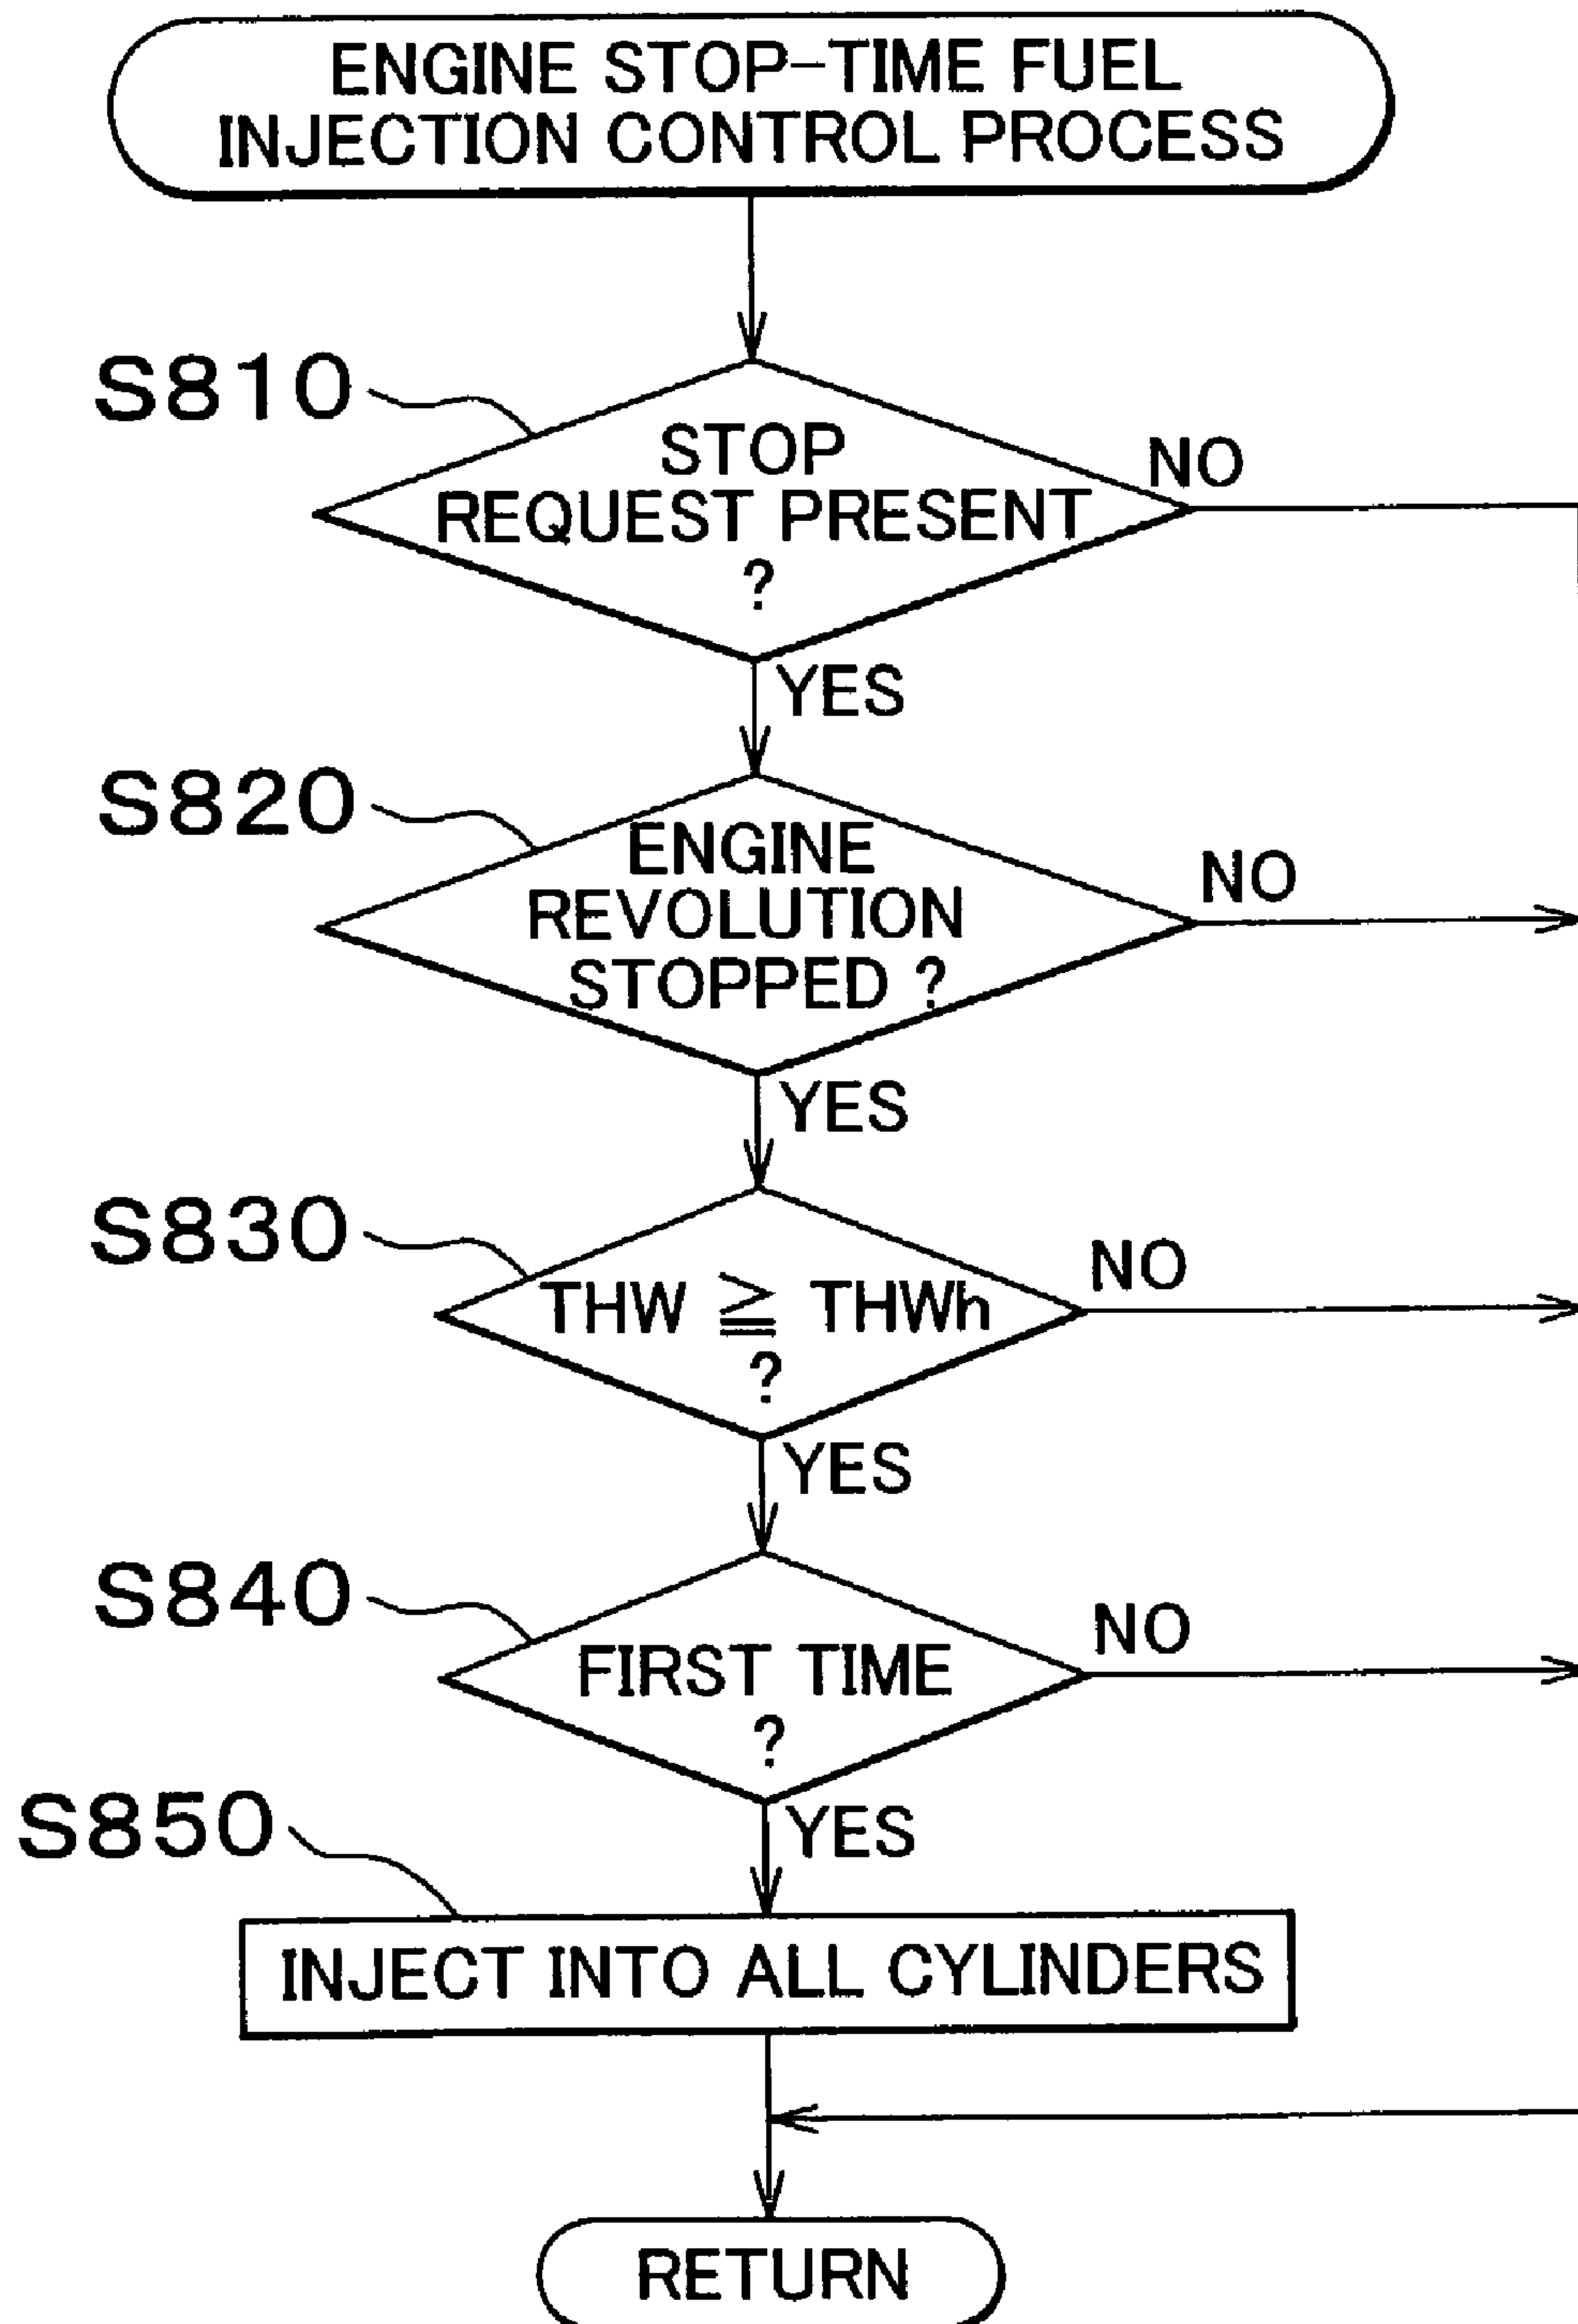 ENGINE STOP-TIME FUEL
INJECTION CONTROL PROCESS
S810
STOP
REQUEST PRESENT
?
NO
YES
S820
ENGINE
REVOLUTION
STOPPED ?
NO
YES
S830
THW ≧ THWh
?
NO
YES
S840
FIRST TIME
?
NO
YES
S850
INJECT INTO ALL CYLINDERS
RETURN